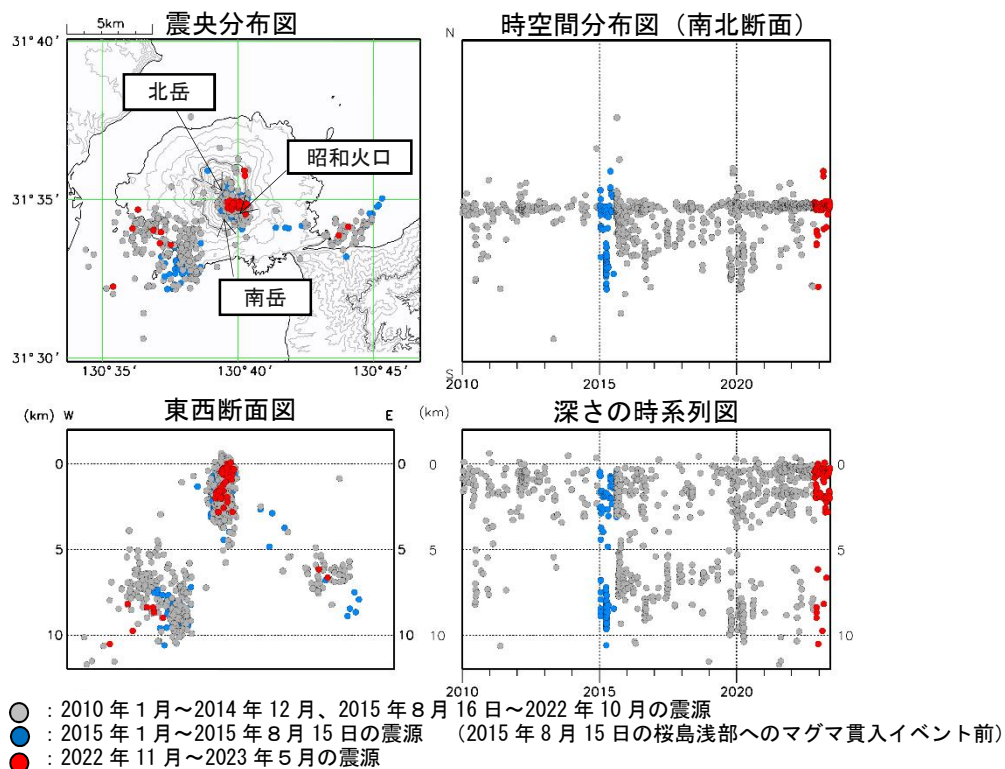 5km
震央分布図
31°40′
北岳
昭和火口
31°35′
南岳
31°30′
130°35′ 130°40′ 130°45′
時空間分布図（南北断面）
N
S
2010 2015 2020
東西断面図
(km) W E
0 0
5 5
10 10
深さの時系列図
(km)
0 0
5 5
10 10
2010 2015 2020
：2010 年１月～2014 年 12 月、2015 年８月 16 日～2022 年 10 月の震源
：2015 年１月～2015 年８月 15 日の震源 （2015 年 8 月 15 日の桜島浅部へのマグマ貫入イベント前）
：2022 年 11 月～2023 年５月の震源